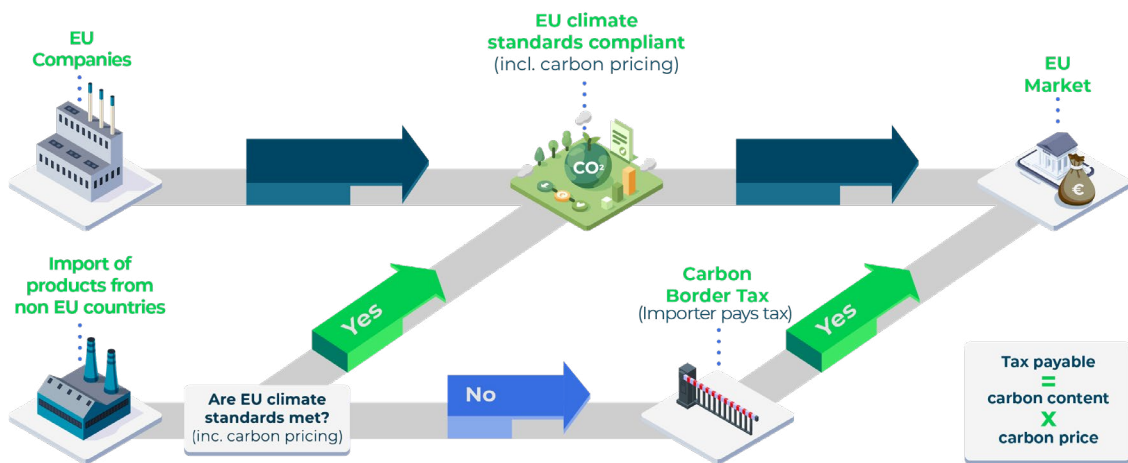 EU
Companies
EU climate
standards compliant
(incl. carbon pricing)
EU
Market
CO²
€
Import of
products from
non EU countries
Yes
Carbon
Border Tax
(Importer pays tax)
Yes
Are EU climate
standards met?
(inc. carbon pricing)
No
Tax payable
=
carbon content
X
carbon price